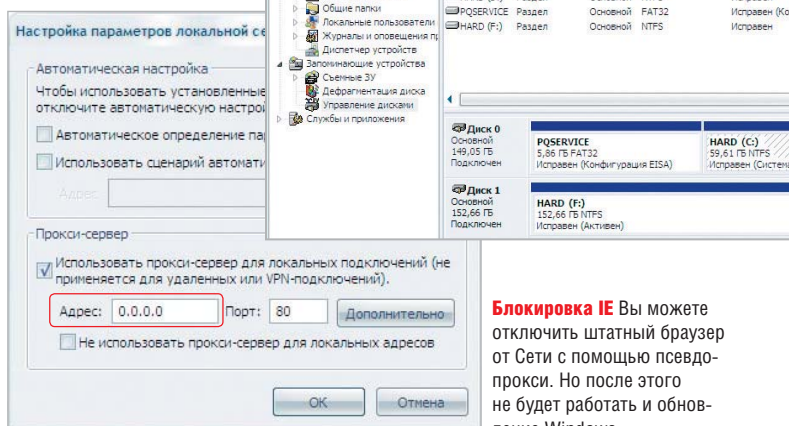 Настройка параметров локальной се
Автоматическая настройка
Чтобы использовать установленные
отключите автоматическую настрой
Автоматическое определение па
Использовать сценарий автомати
Адрес
Прокси-сервер
Использовать прокси-сервер для локальных подключений (не
применяется для удаленных или VPN-подключений).
Адрес: 0.0.0.0 Порт: 80 Дополнительно
Не использовать прокси-сервер для локальных адресов
ОК Отмена
Общие папки
Локальные пользователи
Журналы и оповещения п
Диспетчер устройств
Запоминающие устройства
Съемные ЗУ
Дефрагментация диска
Управление дисками
Службы и приложения
PQSERVICE Раздел Основной FAT32 Исправен (Ко
HARD (F:) Раздел Основной NTFS Исправен
Диск 0
Основной
149,05 ГБ
Подключен
PQSERVICE
5,86 ГБ FAT32
Исправен (Конфигурация EISA)
HARD (C:)
59,61 ГБ NTFS
Исправен (Система
Диск 1
Основной
152,66 ГБ
Подключен
HARD (F:)
152,66 ГБ NTFS
Исправен (Активен)
Блокировка IE Вы можете
отключить штатный браузер
от Сети с помощью псевдо-
прокси. Но после этого
не будет работать и обнов-